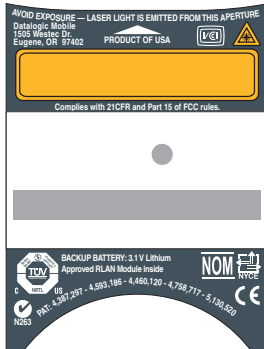 AVOID EXPOSURE — LASER LIGHT IS EMITTED FROM THIS APERTURE
Datalogic Mobile
1505 Westec Dr.
Eugene, OR 97402
PRODUCT OF USA
VCI
Complies with 21CFR and Part 15 of FCC rules.
BACKUP BATTERY: 3.1 V Lithium
Approved RLAN Module inside
TÜV
NRTL
C US
NOM
NYCE
PAT: 4,387,297 - 4,593,186 - 4,460,120 - 4,758,717 - 5,130,520
N263
CE